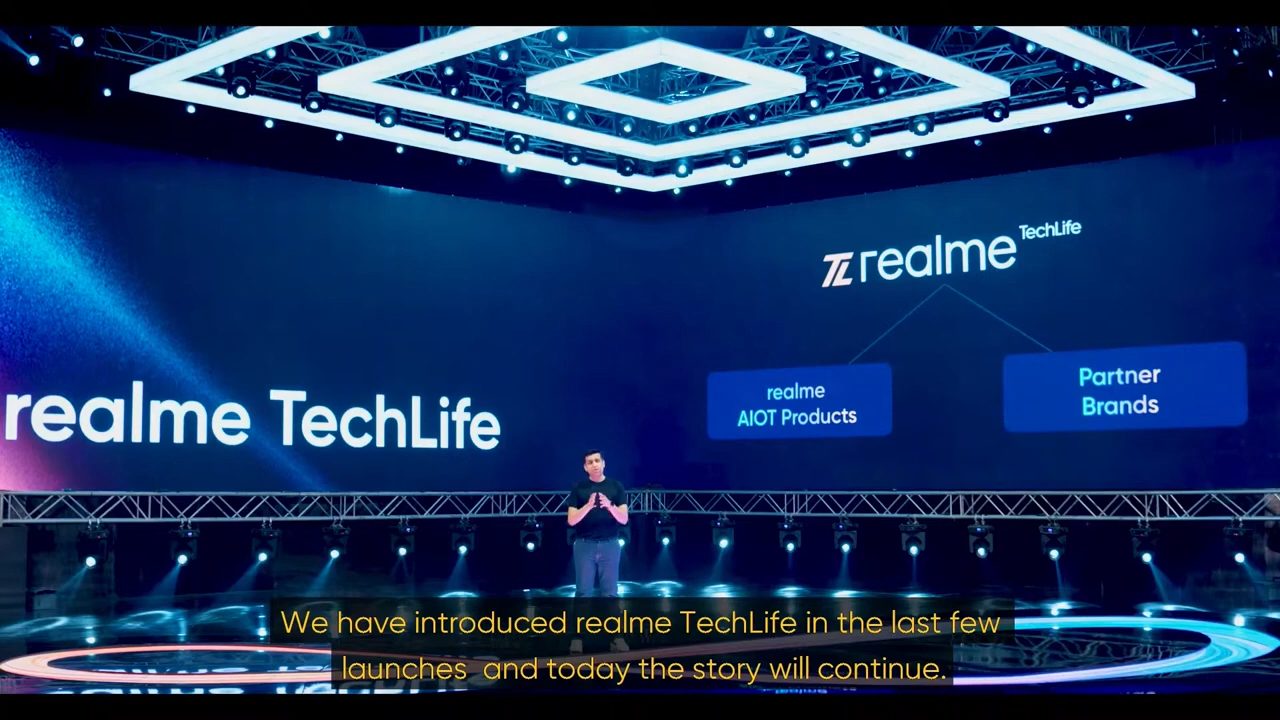 realme TechLife
TL realme TechLife
realme
AIOT Products
Partner
Brands
We have introduced realme TechLife in the last few
launches and today the story will continue.